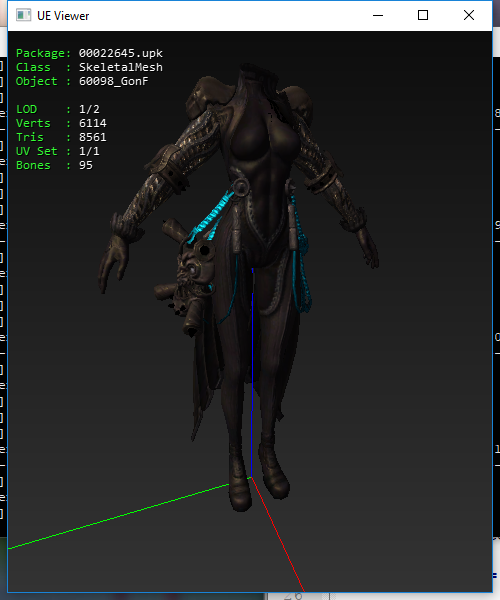 UE Viewer
Package: 00022645.upk
Class : SkeletalMesh
Object : 60098_GonF
LOD : 1/2
Verts : 6114
Tris : 8561
UV Set : 1/1
Bones : 95